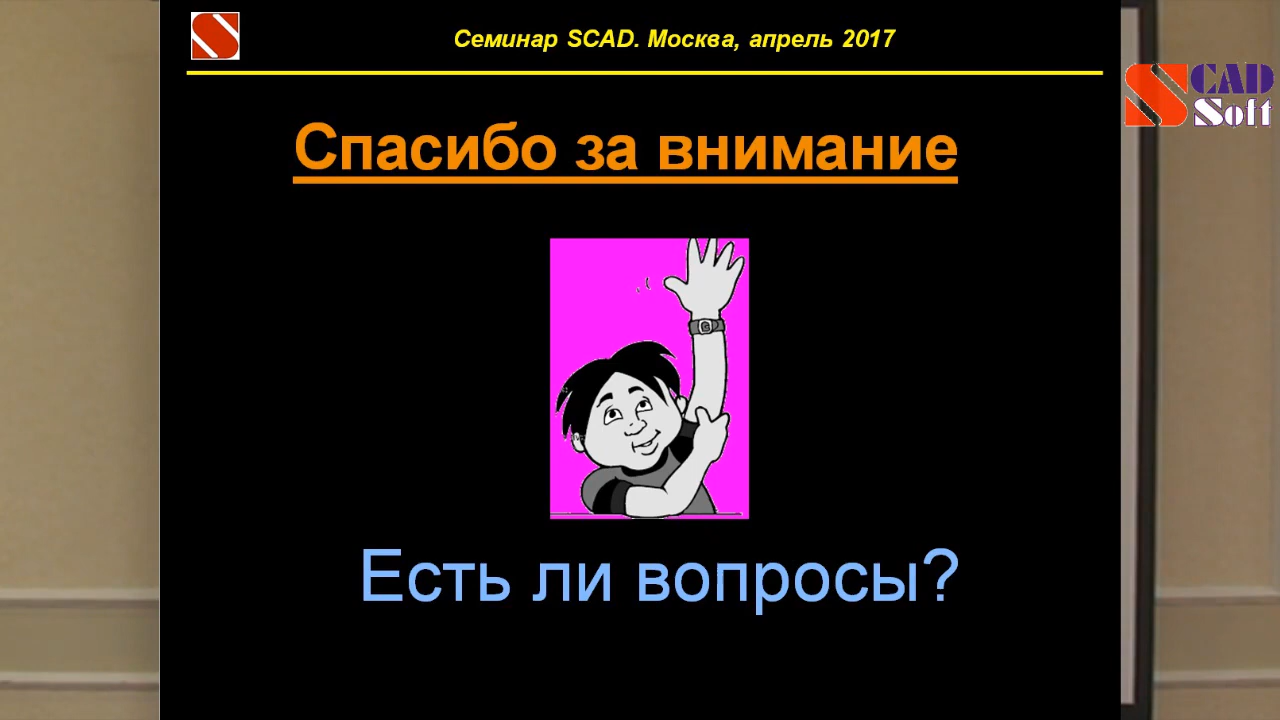 Семинар SCAD. Москва, апрель 2017
SCAD
Soft
Спасибо за внимание
Есть ли вопросы?